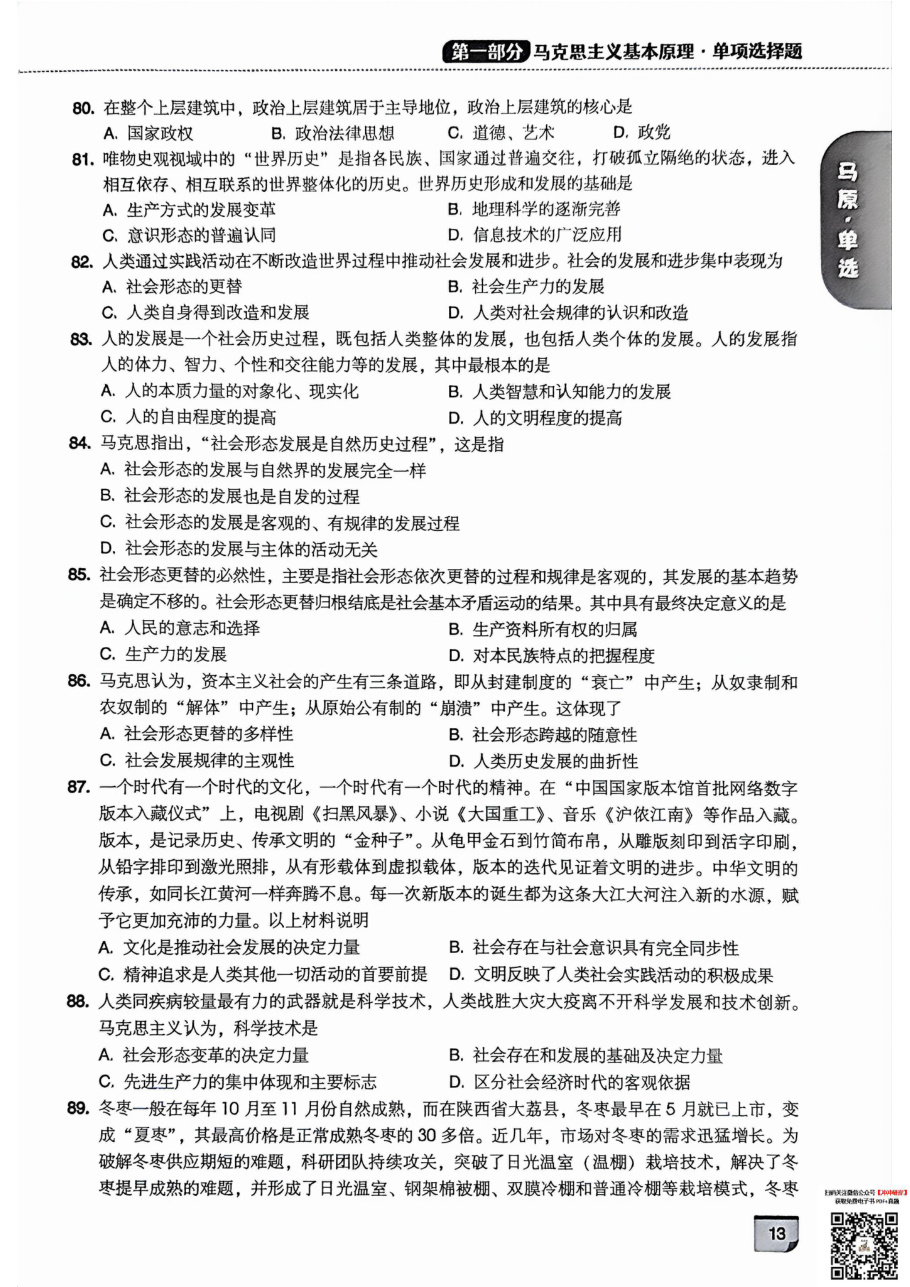 第一部分 马克思主义基本原理·单项选择题
80. 在整个上层建筑中，政治上层建筑居于主导地位，政治上层建筑的核心是
A. 国家政权 B. 政治法律思想 C. 道德、艺术 D. 政党
81. 唯物史观视域中的“世界历史”是指各民族、国家通过普遍交往，打破孤立隔绝的状态，进入
相互依存、相互联系的世界整体化的历史。世界历史形成和发展的基础是
A. 生产方式的发展变革 B. 地理科学的逐渐完善
C. 意识形态的普遍认同 D. 信息技术的广泛应用
82. 人类通过实践活动在不断改造世界过程中推动社会发展和进步。社会的发展和进步集中表现为
A. 社会形态的更替 B. 社会生产力的发展
C. 人类自身得到改造和发展 D. 人类对社会规律的认识和改造
83. 人的发展是一个社会历史过程，既包括人类整体的发展，也包括人类个体的发展。人的发展指
人的体力、智力、个性和交往能力等的发展，其中最根本的是
A. 人的本质力量的对象化、现实化 B. 人类智慧和认知能力的发展
C. 人的自由程度的提高 D. 人的文明程度的提高
84. 马克思指出，“社会形态发展是自然历史过程”，这是指
A. 社会形态的发展与自然界的发展完全一样
B. 社会形态的发展也是自发的过程
C. 社会形态的发展是客观的、有规律的发展过程
D. 社会形态的发展与主体的活动无关
85. 社会形态更替的必然性，主要是指社会形态依次更替的过程和规律是客观的，其发展的基本趋势
是确定不移的。社会形态更替归根结底是社会基本矛盾运动的结果。其中具有最终决定意义的是
A. 人民的意志和选择 B. 生产资料所有权的归属
C. 生产力的发展 D. 对本民族特点的把握程度
86. 马克思认为，资本主义社会的产生有三条道路，即从封建制度的“衰亡”中产生；从奴隶制和
农奴制的“解体”中产生；从原始公有制的“崩溃”中产生。这体现了
A. 社会形态更替的多样性 B. 社会形态跨越的随意性
C. 社会发展规律的主观性 D. 人类历史发展的曲折性
87. 一个时代有一个时代的文化，一个时代有一个时代的精神。在“中国国家版本馆首批网络数字
版本入藏仪式”上，电视剧《扫黑风暴》、小说《大国重工》、音乐《沪侬江南》等作品入藏。
版本，是记录历史、传承文明的“金种子”。从龟甲金石到竹简布帛，从雕版刻印到活字印刷，
从铅字排印到激光照排，从有形载体到虚拟载体，版本的迭代见证着文明的进步。中华文明的
传承，如同长江黄河一样奔腾不息。每一次新版本的诞生都为这条大江大河注入新的水源，赋
予它更加充沛的力量。以上材料说明
A. 文化是推动社会发展的决定力量 B. 社会存在与社会意识具有完全同步性
C. 精神追求是人类其他一切活动的首要前提 D. 文明反映了人类社会实践活动的积极成果
88. 人类同疾病较量最有力的武器就是科学技术，人类战胜大灾大疫离不开科学发展和技术创新。
马克思主义认为，科学技术是
A. 社会形态变革的决定力量 B. 社会存在和发展的基础及决定力量
C. 先进生产力的集中体现和主要标志 D. 区分社会经济时代的客观依据
89. 冬枣一般在每年 10 月至 11 月份自然成熟，而在陕西省大荔县，冬枣最早在 5 月就已上市，变
成“夏枣”，其最高价格是正常成熟冬枣的 30 多倍。近几年，市场对冬枣的需求迅猛增长。为
破解冬枣供应期短的难题，科研团队持续攻关，突破了日光温室（温棚）栽培技术，解决了冬
枣提早成熟的难题，并形成了日光温室、钢架棉被棚、双膜冷棚和普通冷棚等栽培模式，冬枣
马原·单选
13
扫码关注微信公众号【冲冲研资】
获取免费电子书PDF+真题